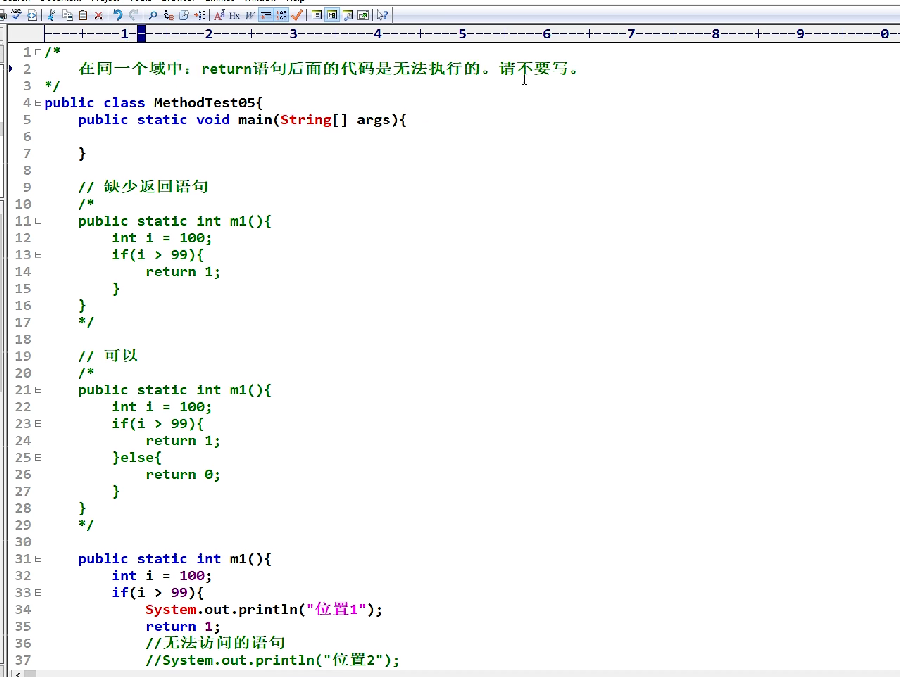 ----+----1----+----2----+----3----+----4----+----5----+----6----+----7----+----8----+----9----+----0
1 /*
2 在同一个域中：return语句后面的代码是无法执行的。请不要写。
3 */
4 public class MethodTest05{
5 public static void main(String[] args){
6
7 }
8
9 // 缺少返回语句
10 /*
11 public static int m1(){
12 int i = 100;
13 if(i > 99){
14 return 1;
15 }
16 }
17 */
18
19 // 可以
20 /*
21 public static int m1(){
22 int i = 100;
23 if(i > 99){
24 return 1;
25 }else{
26 return 0;
27 }
28 }
29 */
30
31 public static int m1(){
32 int i = 100;
33 if(i > 99){
34 System.out.println("位置1");
35 return 1;
36 //无法访问的语句
37 //System.out.println("位置2");